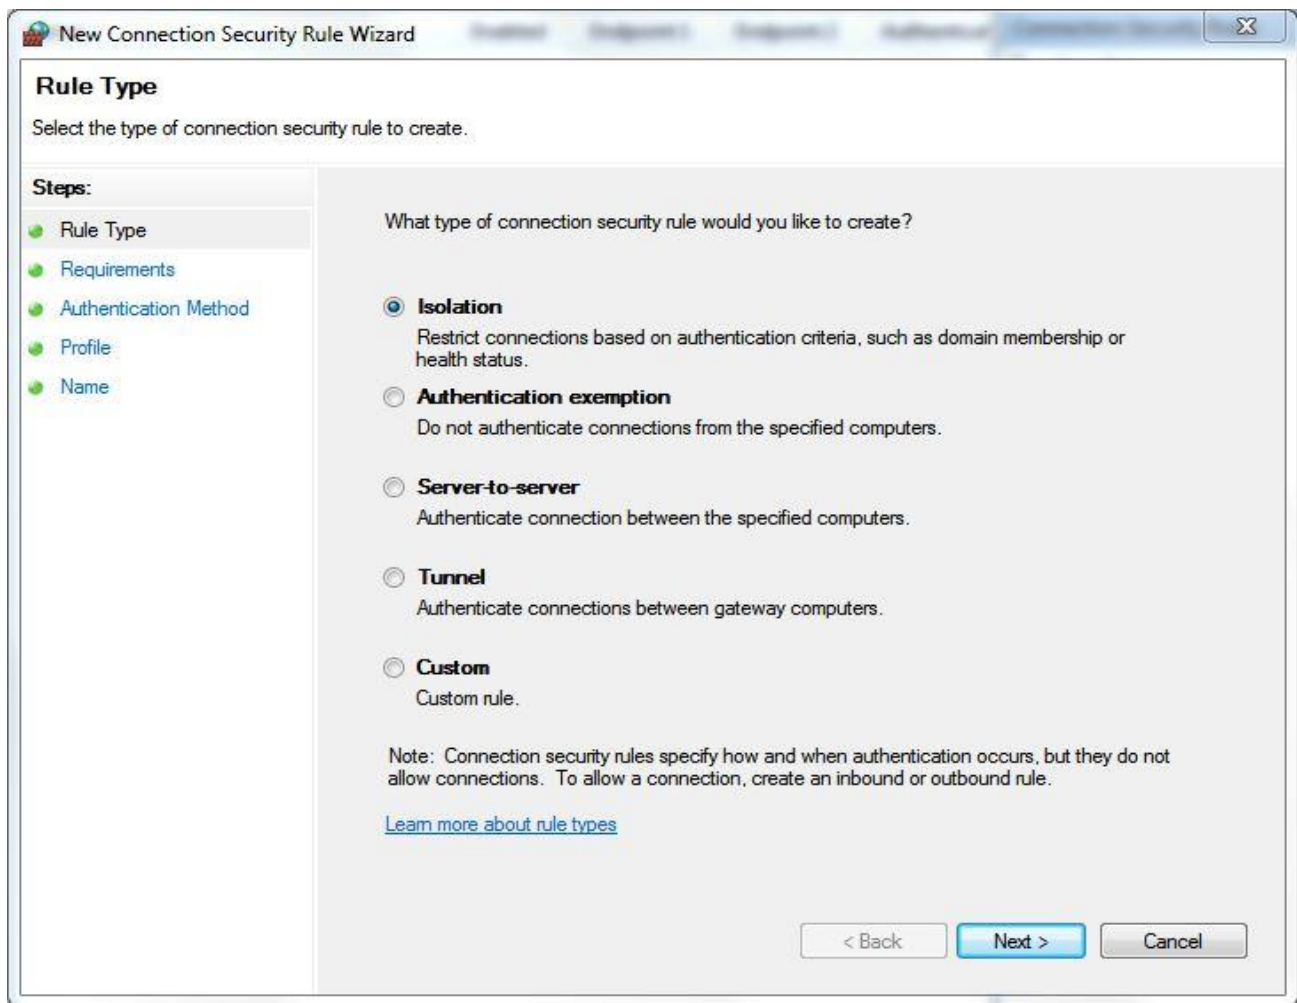 New Connection Security Rule Wizard
Rule Type
Select the type of connection security rule to create.
Steps:
Rule Type
Requirements
Authentication Method
Profile
Name
What type of connection security rule would you like to create?
Isolation
Restrict connections based on authentication criteria, such as domain membership or
health status.
Authentication exemption
Do not authenticate connections from the specified computers.
Server-to-server
Authenticate connection between the specified computers.
Tunnel
Authenticate connections between gateway computers.
Custom
Custom rule.
Note: Connection security rules specify how and when authentication occurs, but they do not
allow connections. To allow a connection, create an inbound or outbound rule.
Learn more about rule types
< Back
Next >
Cancel